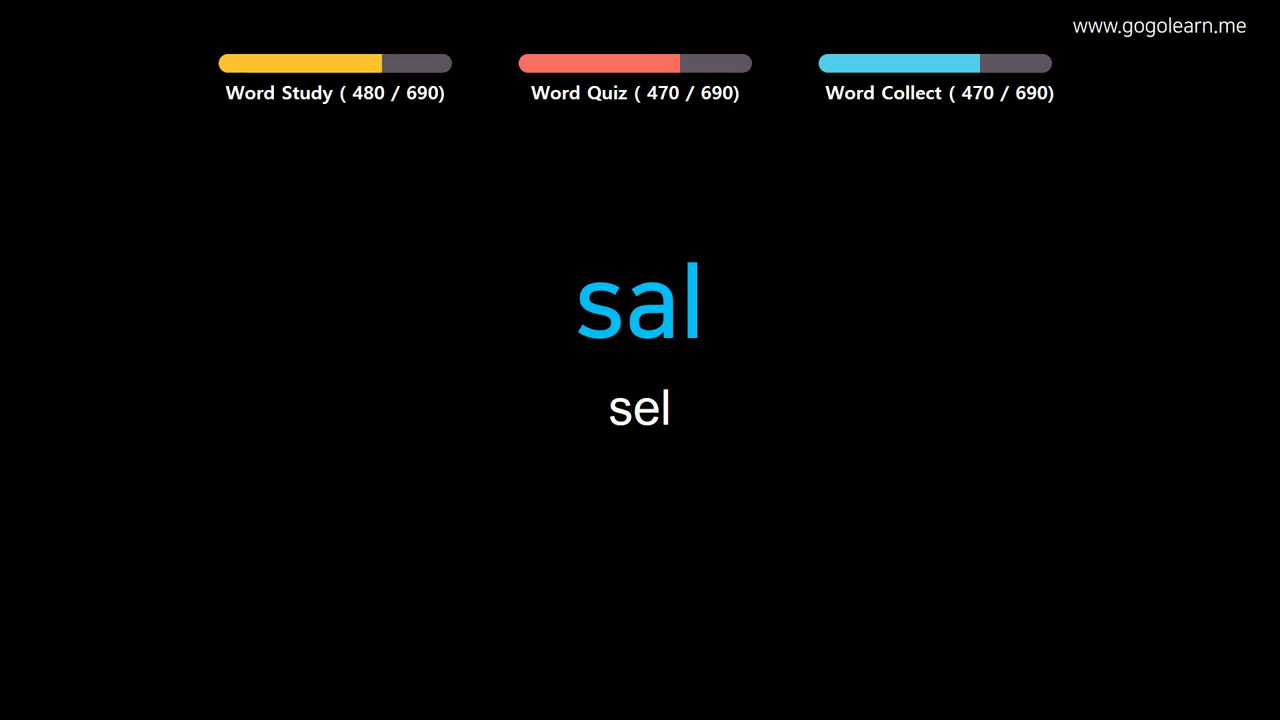 www.gogolearn.me
Word Study ( 480 / 690)
Word Quiz ( 470 / 690)
Word Collect ( 470 / 690)
sal
sel